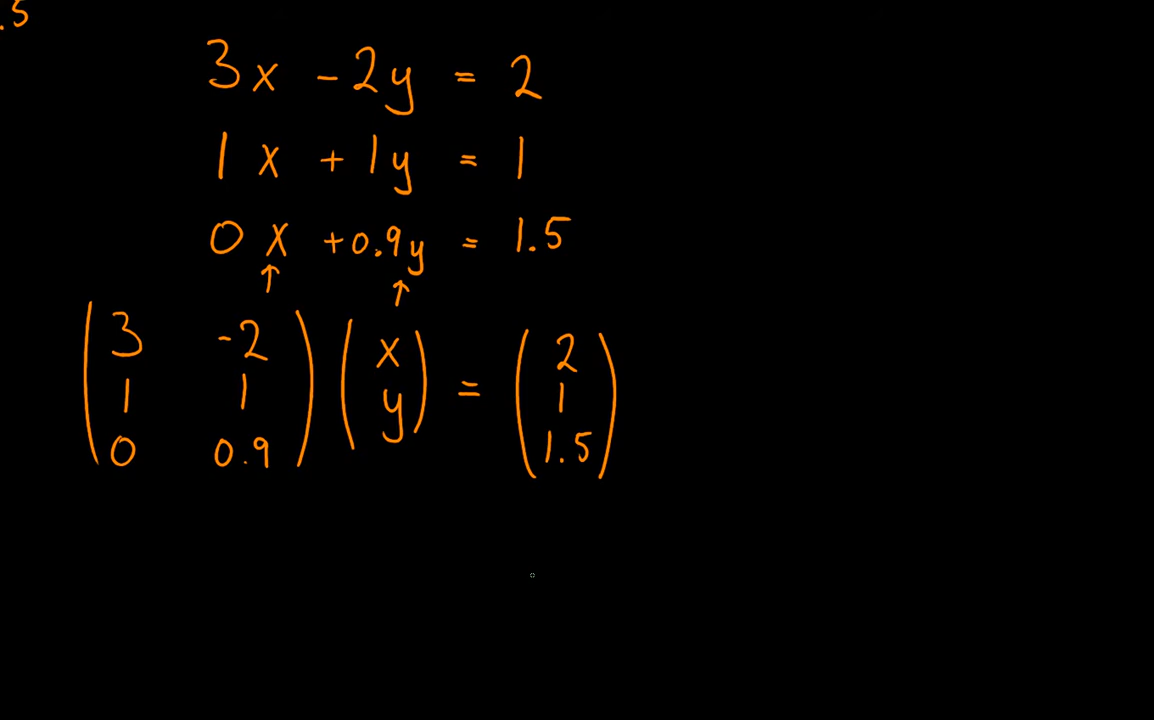 .5
3x - 2y = 2
1x + 1y = 1
0x + 0.9y = 1.5
↑ ↑
( 3 -2 ) ( x ) = ( 2 )
( 1 1 ) ( y ) ( 1 )
( 0 0.9 ) ( 1.5 )